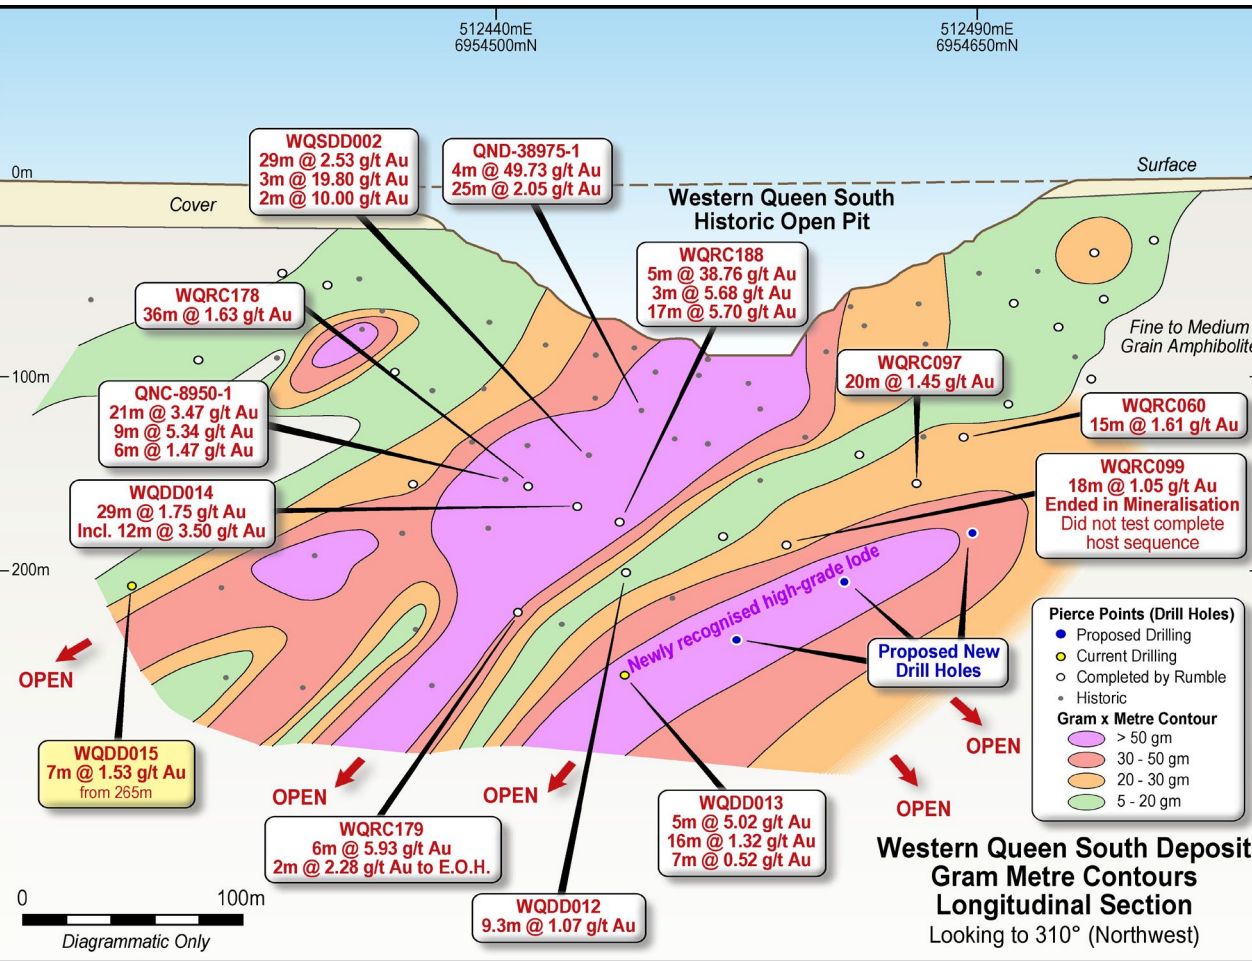 512440mE
6954500mN
512490mE
6954650mN
0m
Surface
Cover
WQSDD002
29m @ 2.53 g/t Au
3m @ 19.80 g/t Au
2m @ 10.00 g/t Au
QND-38975-1
4m @ 49.73 g/t Au
25m @ 2.05 g/t Au
Western Queen South
Historic Open Pit
WQRC188
5m @ 38.76 g/t Au
3m @ 5.68 g/t Au
17m @ 5.70 g/t Au
WQRC178
36m @ 1.63 g/t Au
Fine to Medium
Grain Amphibolite
-100m
WQRC097
20m @ 1.45 g/t Au
QNC-8950-1
21m @ 3.47 g/t Au
9m @ 5.34 g/t Au
6m @ 1.47 g/t Au
WQRC060
15m @ 1.61 g/t Au
WQRC099
18m @ 1.05 g/t Au
Ended in Mineralisation
Did not test complete
host sequence
WQDD014
29m @ 1.75 g/t Au
Incl. 12m @ 3.50 g/t Au
-200m
Newly recognised high-grade lode
Proposed New
Drill Holes
Pierce Points (Drill Holes)
Proposed Drilling
Current Drilling
Completed by Rumble
Historic
Gram x Metre Contour
> 50 gm
30 - 50 gm
20 - 30 gm
5 - 20 gm
OPEN
OPEN
OPEN
OPEN
OPEN
WQDD015
7m @ 1.53 g/t Au
from 265m
WQRC179
6m @ 5.93 g/t Au
2m @ 2.28 g/t Au to E.O.H.
WQDD013
5m @ 5.02 g/t Au
16m @ 1.32 g/t Au
7m @ 0.52 g/t Au
WQDD012
9.3m @ 1.07 g/t Au
0 100m
Diagrammatic Only
Western Queen South Deposit
Gram Metre Contours
Longitudinal Section
Looking to 310° (Northwest)